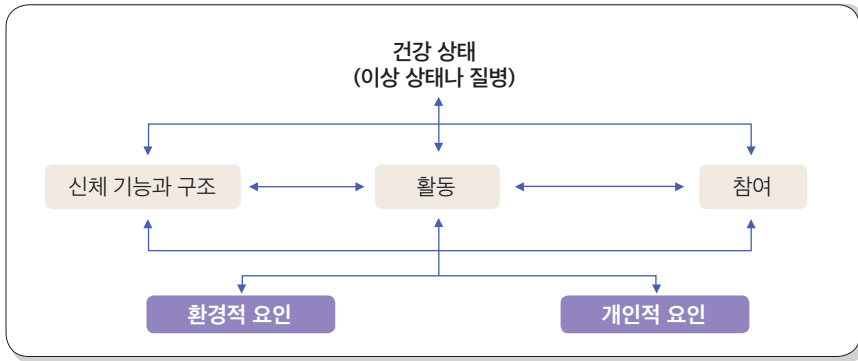 건강 상태
(이상 상태나 질병)
신체 기능과 구조
활동
참여
환경적 요인
개인적 요인